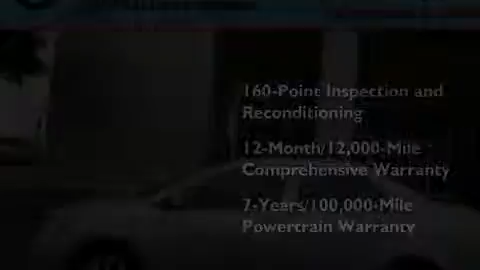 160-Point Inspection and
Reconditioning
12-Month/12,000-Mile
Comprehensive Warranty
7-Years/100,000-Mile
Powertrain Warranty